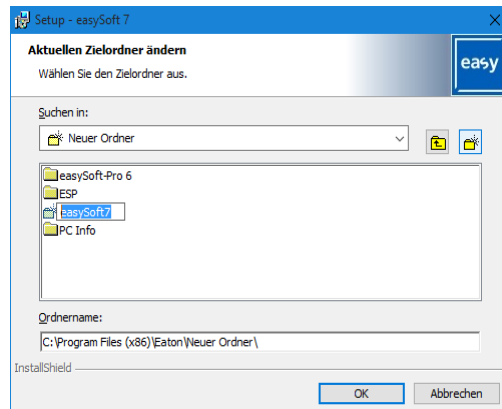 Setup - easySoft 7
Aktuellen Zielordner ändern
Wählen Sie den Zielordner aus.
easy
Suchen in:
Neuer Ordner
easySoft-Pro 6
ESP
easySoft7
PC Info
Ordnername:
C:\Program Files (x86)\Eaton\Neuer Ordner\
InstallShield
OK Abbrechen